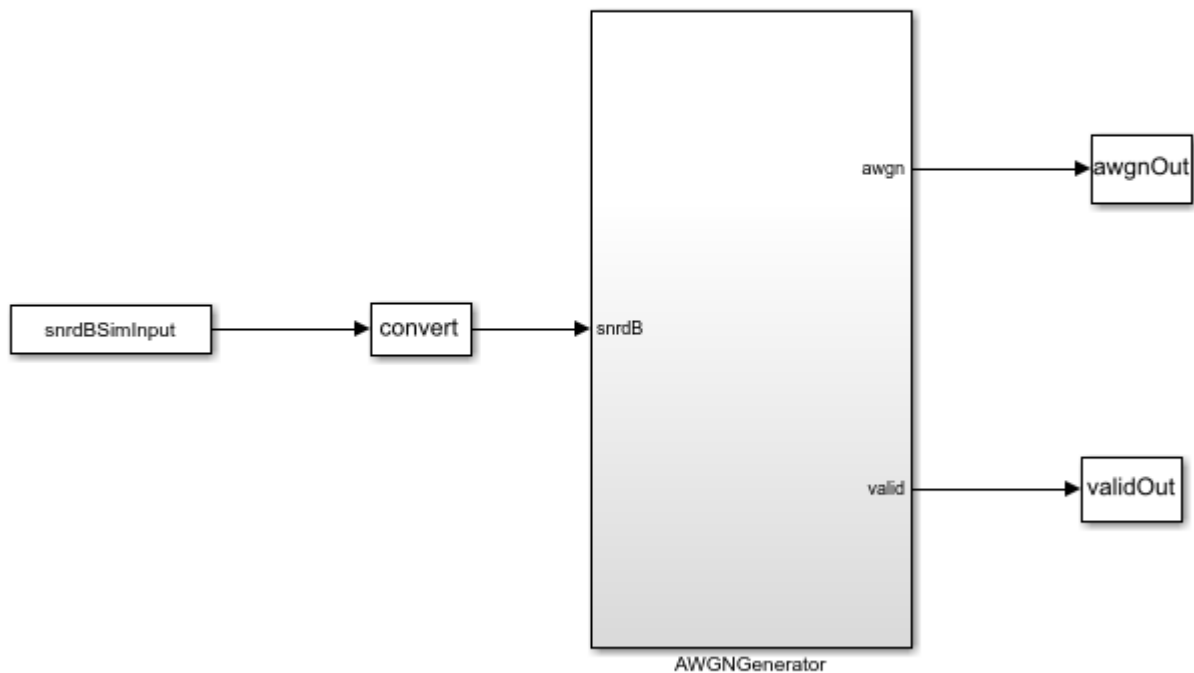 awgn
awgnOut
snrdBSimInput
convert
snrdB
valid
validOut
AWGNGenerator